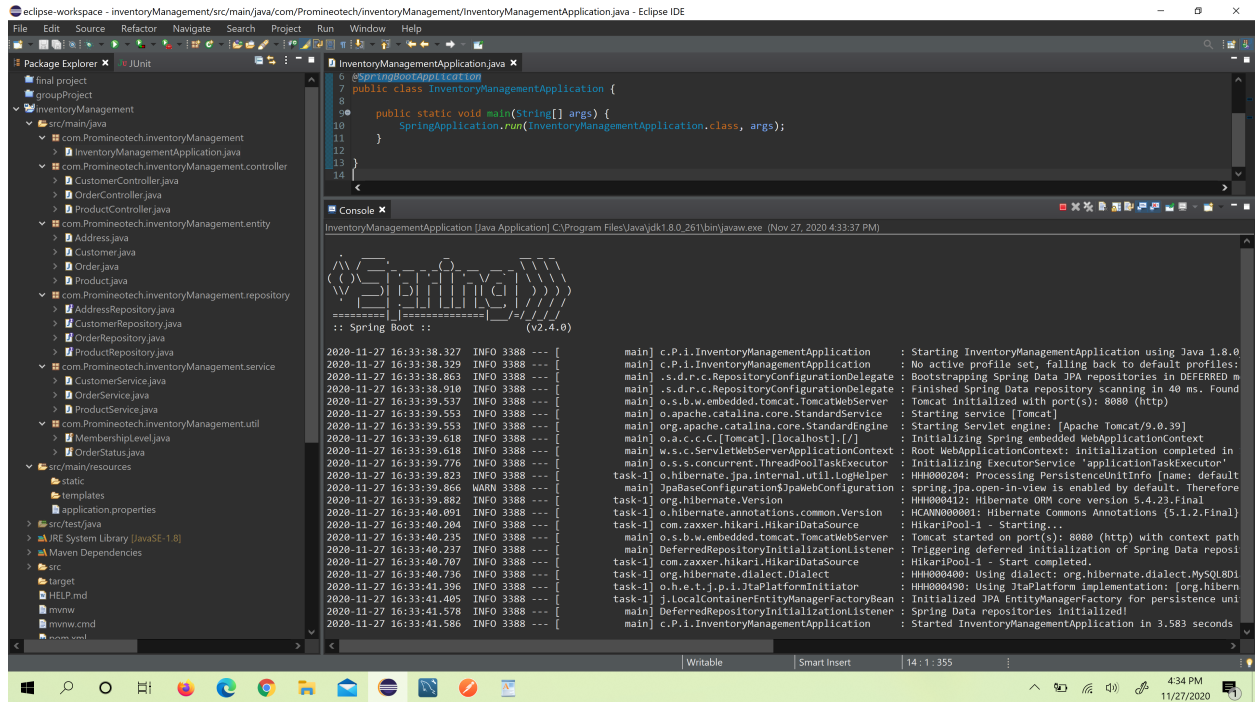 eclipse-workspace - inventoryManagement/src/main/java/com/Promineotech/inventoryManagement/InventoryManagementApplication.java - Eclipse IDE
File Edit Source Refactor Navigate Search Project Run Window Help
Package Explorer
JUnit
final project
groupProject
inventoryManagement
src/main/java
com.Promineotech.inventoryManagement
InventoryManagementApplication.java
com.Promineotech.inventoryManagement.controller
CustomerController.java
OrderController.java
ProductController.java
com.Promineotech.inventoryManagement.entity
Address.java
Customer.java
Order.java
Product.java
com.Promineotech.inventoryManagement.repository
AddressRepository.java
CustomerRepository.java
OrderRepository.java
ProductRepository.java
com.Promineotech.inventoryManagement.service
CustomerService.java
OrderService.java
ProductService.java
com.Promineotech.inventoryManagement.util
MembershipLevel.java
OrderStatus.java
src/main/resources
static
templates
application.properties
src/test/java
JRE System Library [JavaSE-1.8]
Maven Dependencies
src
target
HELP.md
mvnw
mvnw.cmd
pom.xml
InventoryManagementApplication.java
6 @SpringBootApplication
7 public class InventoryManagementApplication {
8
9 public static void main(String[] args) {
10 SpringApplication.run(InventoryManagementApplication.class, args);
11 }
12
13 }
14
Console
InventoryManagementApplication [Java Application] C:\Program Files\Java\jdk1.8.0_261\bin\javaw.exe (Nov 27, 2020 4:33:37 PM)
Spring
:: Spring Boot :: (v2.4.0)
2020-11-27 16:33:38.327 INFO 3388 --- [ main] c.P.i.InventoryManagementApplication : Starting InventoryManagementApplication using Java 1.8.0
2020-11-27 16:33:38.329 INFO 3388 --- [ main] c.P.i.InventoryManagementApplication : No active profile set, falling back to default profiles:
2020-11-27 16:33:38.863 INFO 3388 --- [ main] .s.d.r.c.RepositoryConfigurationDelegate : Bootstrapping Spring Data JPA repositories in DEFERRED m
2020-11-27 16:33:38.910 INFO 3388 --- [ main] .s.d.r.c.RepositoryConfigurationDelegate : Finished Spring Data repository scanning in 40 ms. Found
2020-11-27 16:33:39.537 INFO 3388 --- [ main] o.s.b.w.embedded.tomcat.TomcatWebServer : Tomcat initialized with port(s): 8080 (http)
2020-11-27 16:33:39.553 INFO 3388 --- [ main] o.apache.catalina.core.StandardService : Starting service [Tomcat]
2020-11-27 16:33:39.553 INFO 3388 --- [ main] org.apache.catalina.core.StandardEngine : Starting Servlet engine: [Apache Tomcat/9.0.39]
2020-11-27 16:33:39.618 INFO 3388 --- [ main] o.a.c.c.C.[Tomcat].[localhost].[/] : Initializing Spring embedded WebApplicationContext
2020-11-27 16:33:39.618 INFO 3388 --- [ main] w.s.c.ServletWebServerApplicationContext : Root WebApplicationContext: initialization completed in
2020-11-27 16:33:39.776 INFO 3388 --- [ main] o.s.s.concurrent.ThreadPoolTaskExecutor : Initializing ExecutorService 'applicationTaskExecutor'
2020-11-27 16:33:39.823 INFO 3388 --- [ task-1] o.hibernate.jpa.internal.util.LogHelper : HHH000204: Processing PersistenceUnitInfo [name: default
2020-11-27 16:33:39.866 WARN 3388 --- [ main] JpaBaseConfiguration$JpaWebConfiguration : spring.jpa.open-in-view is enabled by default. Therefore
2020-11-27 16:33:39.882 INFO 3388 --- [ task-1] org.hibernate.Version : HHH000412: Hibernate ORM core version 5.4.23.Final
2020-11-27 16:33:40.091 INFO 3388 --- [ task-1] o.hibernate.annotations.common.Version : HCANN000001: Hibernate Commons Annotations {5.1.2.Final}
2020-11-27 16:33:40.204 INFO 3388 --- [ task-1] com.zaxxer.hikari.HikariDataSource : HikariPool-1 - Starting...
2020-11-27 16:33:40.235 INFO 3388 --- [ main] o.s.b.w.embedded.tomcat.TomcatWebServer : Tomcat started on port(s): 8080 (http) with context path
2020-11-27 16:33:40.237 INFO 3388 --- [ main] DeferredRepositoryInitializationListener : Triggering deferred initialization of Spring Data reposi
2020-11-27 16:33:40.707 INFO 3388 --- [ task-1] com.zaxxer.hikari.HikariDataSource : HikariPool-1 - Start completed.
2020-11-27 16:33:40.736 INFO 3388 --- [ task-1] org.hibernate.dialect.Dialect : HHH000400: Using dialect: org.hibernate.dialect.MySQL8Di
2020-11-27 16:33:41.396 INFO 3388 --- [ task-1] o.h.e.t.j.p.i.JtaPlatformInitiator : HHH000490: Using JtaPlatform implementation: [org.hibern
2020-11-27 16:33:41.405 INFO 3388 --- [ task-1] j.LocalContainerEntityManagerFactoryBean : Initialized JPA EntityManagerFactory for persistence uni
2020-11-27 16:33:41.578 INFO 3388 --- [ main] DeferredRepositoryInitializationListener : Spring Data repositories initialized!
2020-11-27 16:33:41.586 INFO 3388 --- [ main] c.P.i.InventoryManagementApplication : Started InventoryManagementApplication in 3.583 seconds
Writable Smart Insert 14 : 1 : 355
4:34 PM
11/27/2020
1